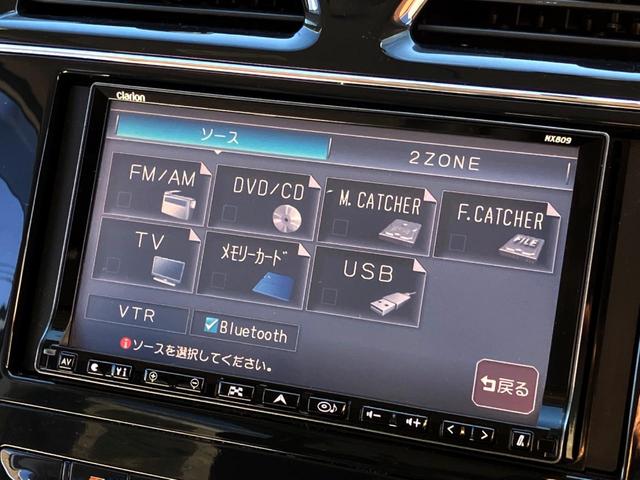 clarion
NX809
ソース
2ZONE
FM/AM
DVD/CD
M.CATCHER
F.CATCHER
FILE
TV
ﾒﾓﾘｰｶｰﾄﾞ
USB
VTR
Bluetooth
ソースを選択してください。
戻る
AV